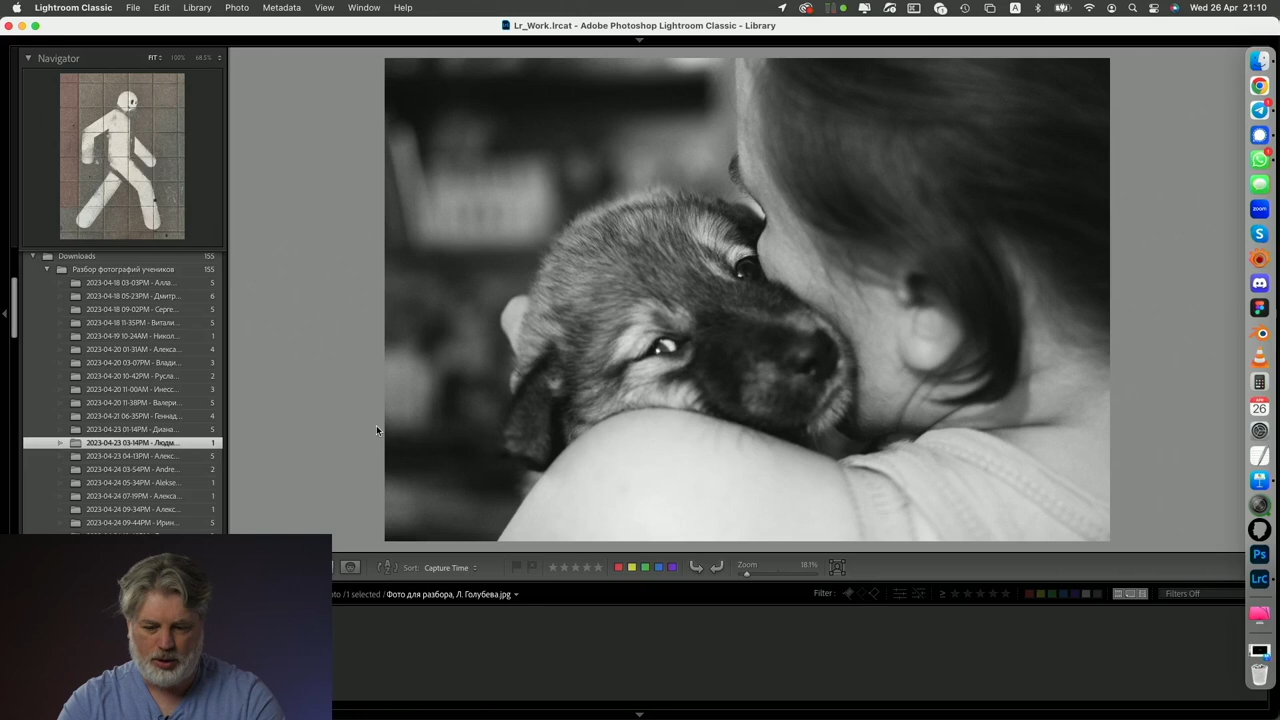 Lightroom Classic File Edit Library Photo Metadata View Window Help
Wed 26 Apr 21:10
Lr_Work.lrcat - Adobe Photoshop Lightroom Classic - Library
Navigator FIT 100% 68.5%
Downloads 155
Разбор фотографий учеников 155
2023-04-18 03-03PM - Алла... 5
2023-04-18 05-23PM - Дмитр... 6
2023-04-18 09-02PM - Серге... 5
2023-04-18 11-35PM - Витали... 5
2023-04-19 10-24AM - Никол... 1
2023-04-20 01-31AM - Алекса... 4
2023-04-20 03-07PM - Влади... 3
2023-04-20 10-42PM - Русла... 2
2023-04-20 11-00AM - Инесс... 3
2023-04-20 11-38PM - Валери... 2
2023-04-21 06-35PM - Геннад... 4
2023-04-23 01-14PM - Диана... 5
2023-04-23 03-14PM - Людм... 1
2023-04-23 04-13PM - Алекс... 5
2023-04-24 03-54PM - Andre... 2
2023-04-24 05-34PM - Alekse... 1
2023-04-24 07-19PM - Алекса... 1
2023-04-24 09-34PM - Алекс... 1
2023-04-24 09-44PM - Ирин... 5
Sort: Capture Time
Zoom 18.1%
/1 selected / Фото для разбора, Л. Голубева.jpg
Filter :
Filters Off
zoom
26
Ps
LrC